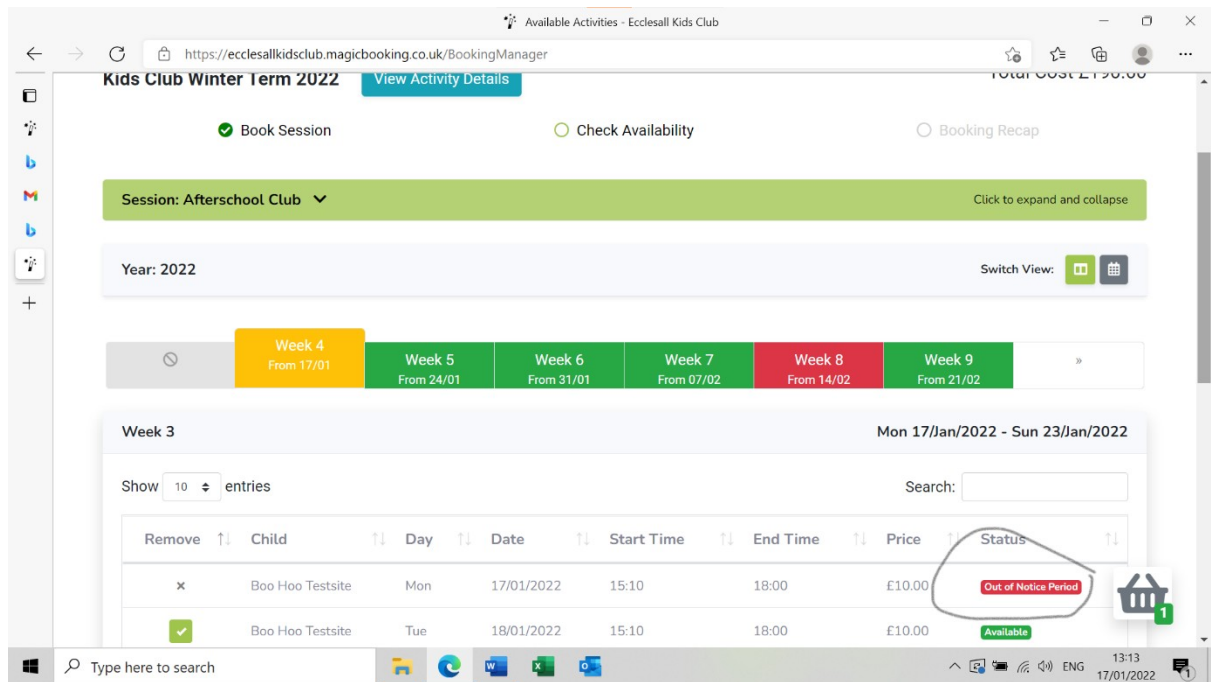 Available Activities - Ecclesall Kids Club
https://ecclesallkidsclub.magicbooking.co.uk/BookingManager
Kids Club Winter Term 2022 View Activity Details Total Cost £190.00
Book Session Check Availability Booking Recap
Session: Afterschool Club Click to expand and collapse
Year: 2022 Switch View:
Week 4 Week 5 Week 6 Week 7 Week 8 Week 9 »
From 17/01 From 24/01 From 31/01 From 07/02 From 14/02 From 21/02
Week 3 Mon 17/Jan/2022 - Sun 23/Jan/2022
Show 10 entries Search:
Remove Child Day Date Start Time End Time Price Status
× Boo Hoo Testsite Mon 17/01/2022 15:10 18:00 £10.00 Out of Notice Period
Boo Hoo Testsite Tue 18/01/2022 15:10 18:00 £10.00 Available
1
Type here to search ENG 13:13
17/01/2022